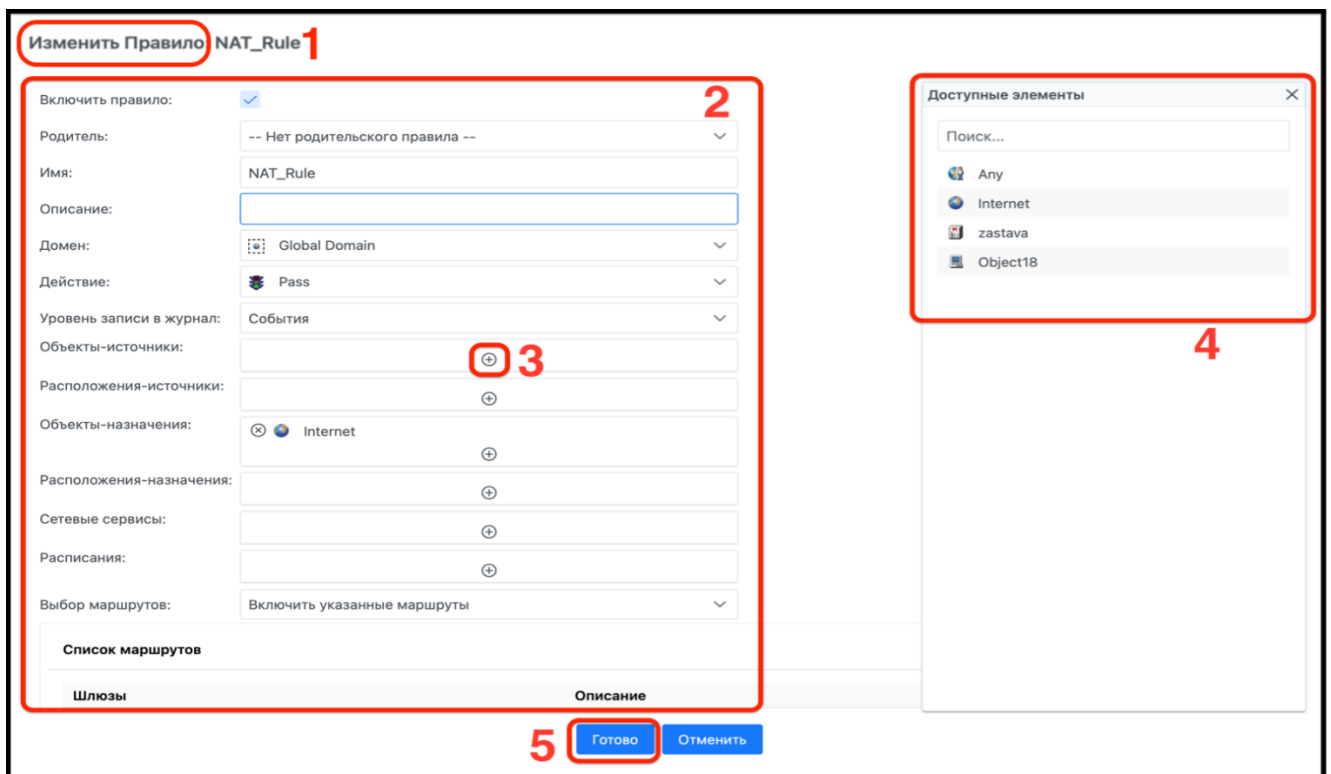 Изменить Правило: NAT_Rule 1
2
Включить правило:
Родитель: -- Нет родительского правила --
Имя: NAT_Rule
Описание:
Домен: Global Domain
Действие: Pass
Уровень записи в журнал: События
Объекты-источники: 3
Расположения-источники:
Объекты-назначения: Internet
Расположения-назначения:
Сетевые сервисы:
Расписания:
Выбор маршрутов: Включить указанные маршруты
Список маршрутов
Шлюзы Описание
Доступные элементы
Поиск...
Any
Internet
zastava
Object18
4
5 Готово Отменить